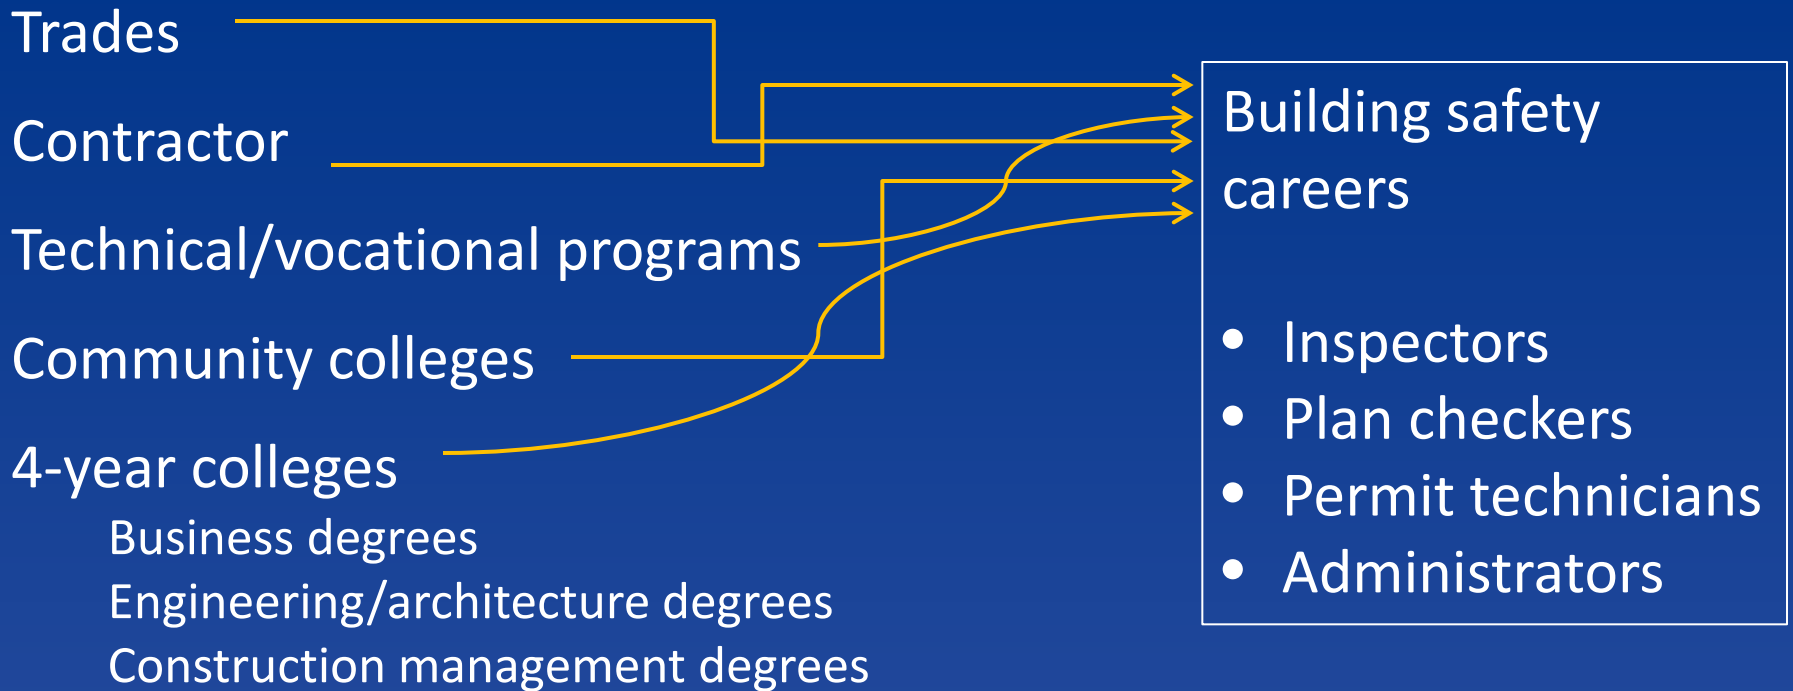 Trades
Contractor
Technical/vocational programs
Community colleges
4-year colleges
Business degrees
Engineering/architecture degrees
Construction management degrees
Building safety
careers
• Inspectors
• Plan checkers
• Permit technicians
• Administrators